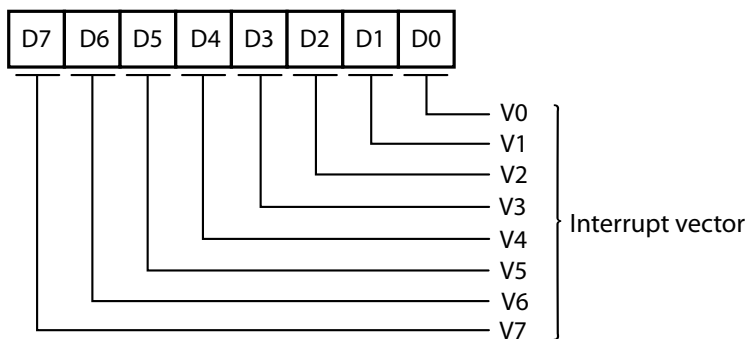 D7 D6 D5 D4 D3 D2 D1 D0
V0
V1
V2
V3
Interrupt vector
V4
V5
V6
V7